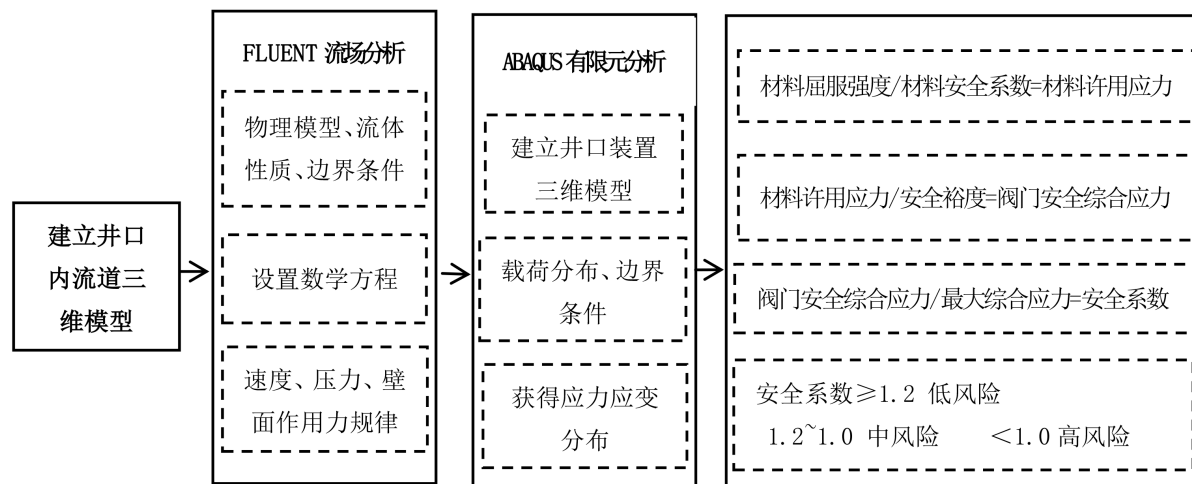 建立井口
内流道三
维模型
FLUENT 流场分析
物理模型、流体
性质、边界条件
设置数学方程
速度、压力、壁
面作用力规律
ABAQUS 有限元分析
建立井口装置
三维模型
载荷分布、边界
条件
获得应力应变
分布
材料屈服强度/材料安全系数=材料许用应力
材料许用应力/安全裕度=阀门安全综合应力
阀门安全综合应力/最大综合应力=安全系数
安全系数≥1.2 低风险
1.2~1.0 中风险 ＜1.0 高风险